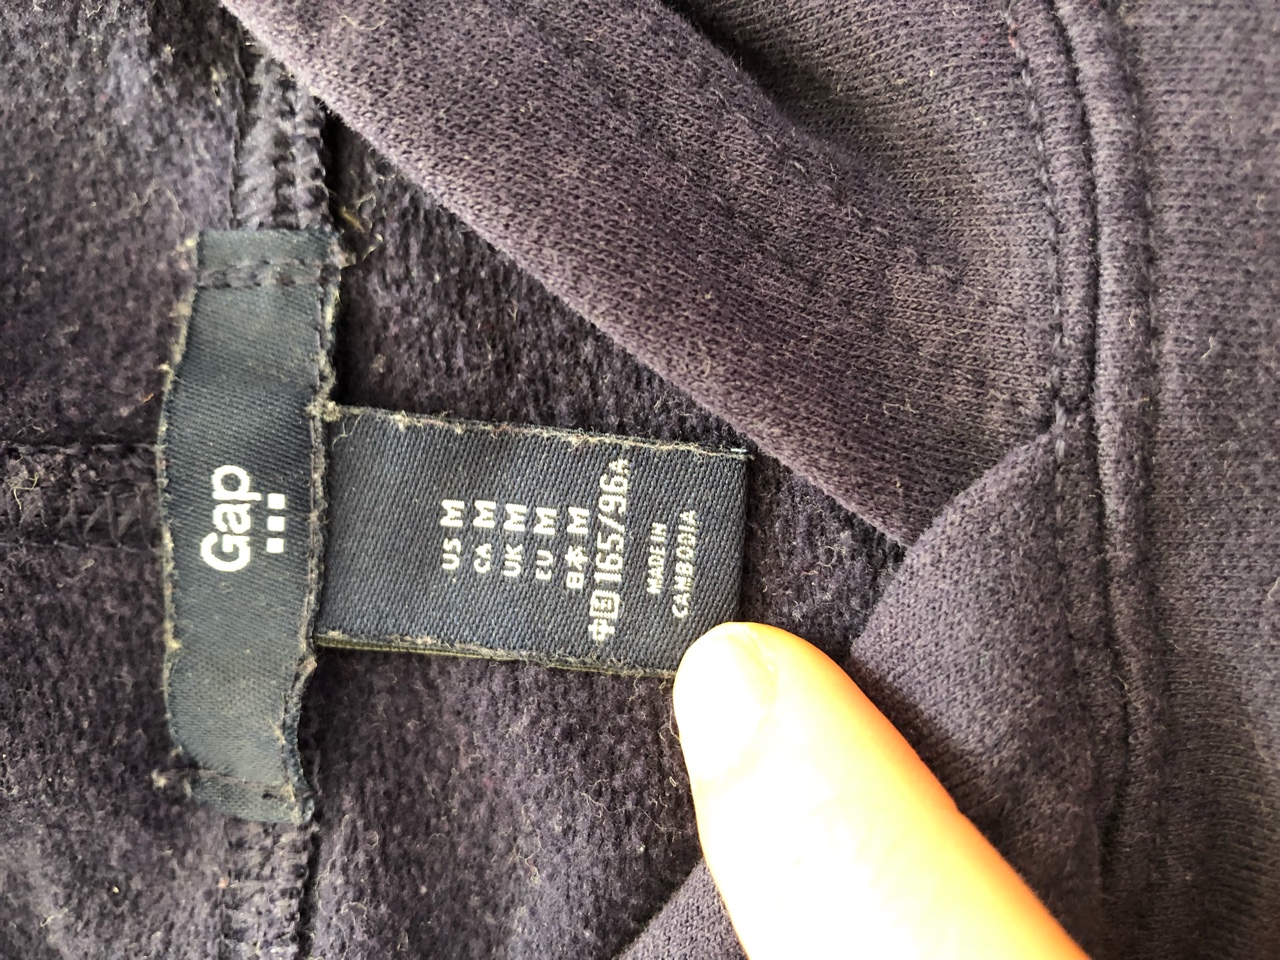 Gap
US M
CA M
UK M
EU M
日本 M
中国 165/96A
MADE IN
CAMBODIA